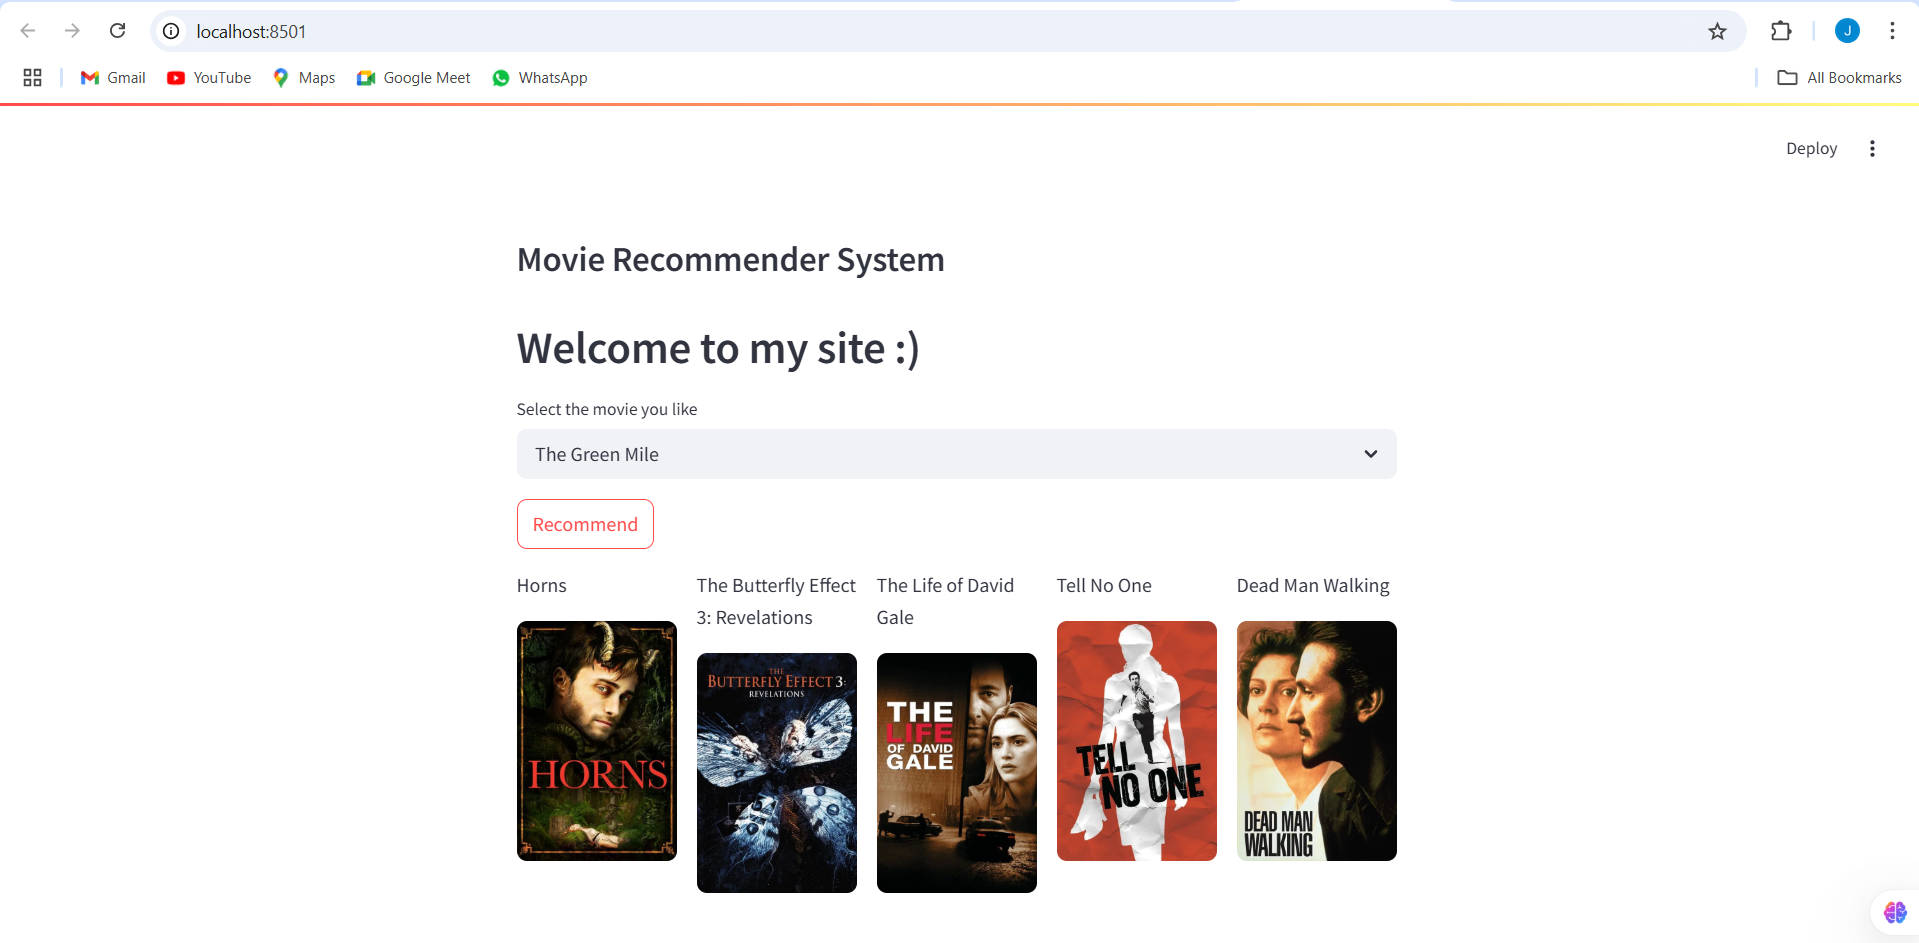 localhost:8501
Gmail YouTube Maps Google Meet WhatsApp All Bookmarks
J
Deploy
Movie Recommender System
Welcome to my site :)
Select the movie you like
The Green Mile
Recommend
Horns
The Butterfly Effect
3: Revelations
The Life of David
Gale
Tell No One
Dead Man Walking
HORNS
THE
BUTTERFLY EFFECT 3:
REVELATIONS
THE
LIFE
OF DAVID
GALE
TELL
NO ONE
DEAD MAN
WALKING